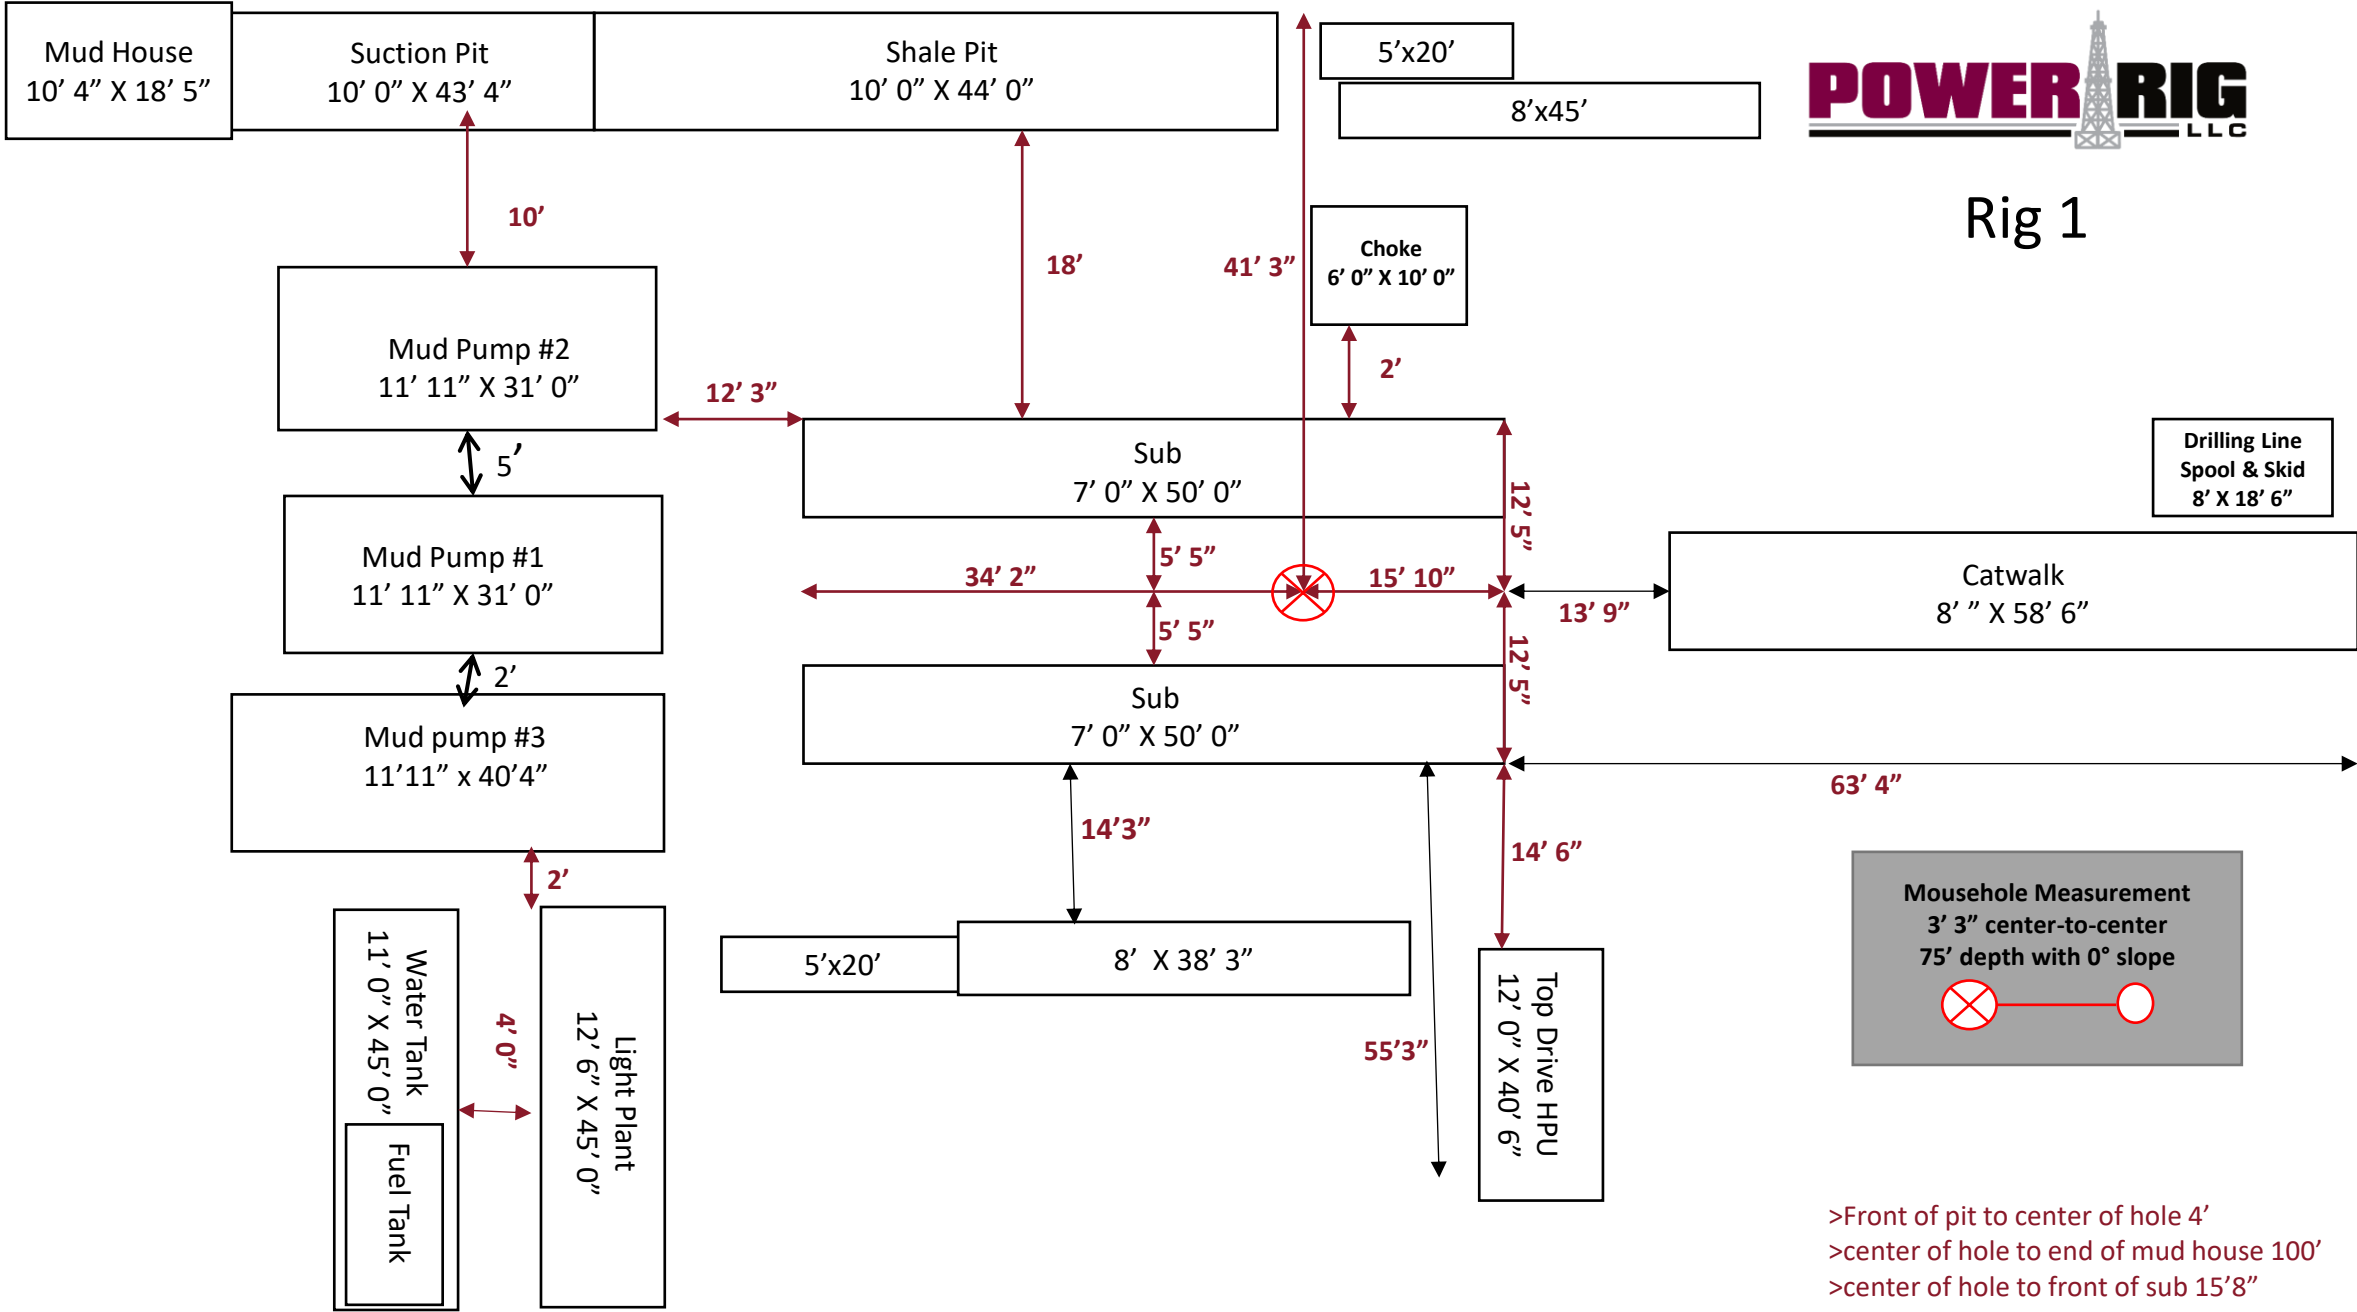 Mud House
10’ 4” X 18’ 5”
Suction Pit
10’ 0” X 43’ 4”
Shale Pit
10’ 0” X 44’ 0”
5’x20’
8’x45’
POWER RIG
LLC
Rig 1
10’
18’
41’ 3”
Choke
6’ 0” X 10’ 0”
2’
Mud Pump #2
11’ 11” X 31’ 0”
12’ 3”
5’
Sub
7’ 0” X 50’ 0”
12’ 5”
Drilling Line
Spool & Skid
8’ X 18’ 6”
Mud Pump #1
11’ 11” X 31’ 0”
5’ 5”
34’ 2”
15’ 10”
13’ 9”
Catwalk
8’ ” X 58’ 6”
5’ 5”
12’ 5”
2’
Mud pump #3
11’11” x 40’4”
Sub
7’ 0” X 50’ 0”
63’ 4”
14’3”
14’ 6”
2’
Water Tank
11’ 0” X 45’ 0”
Fuel Tank
4’ 0”
Light Plant
12’ 6” X 45’ 0”
5’x20’
8’ X 38’ 3”
55’3”
Top Drive HPU
12’ 0” X 40’ 6”
Mousehole Measurement
3’ 3” center-to-center
75’ depth with 0° slope
>Front of pit to center of hole 4’
>center of hole to end of mud house 100’
>center of hole to front of sub 15’8”